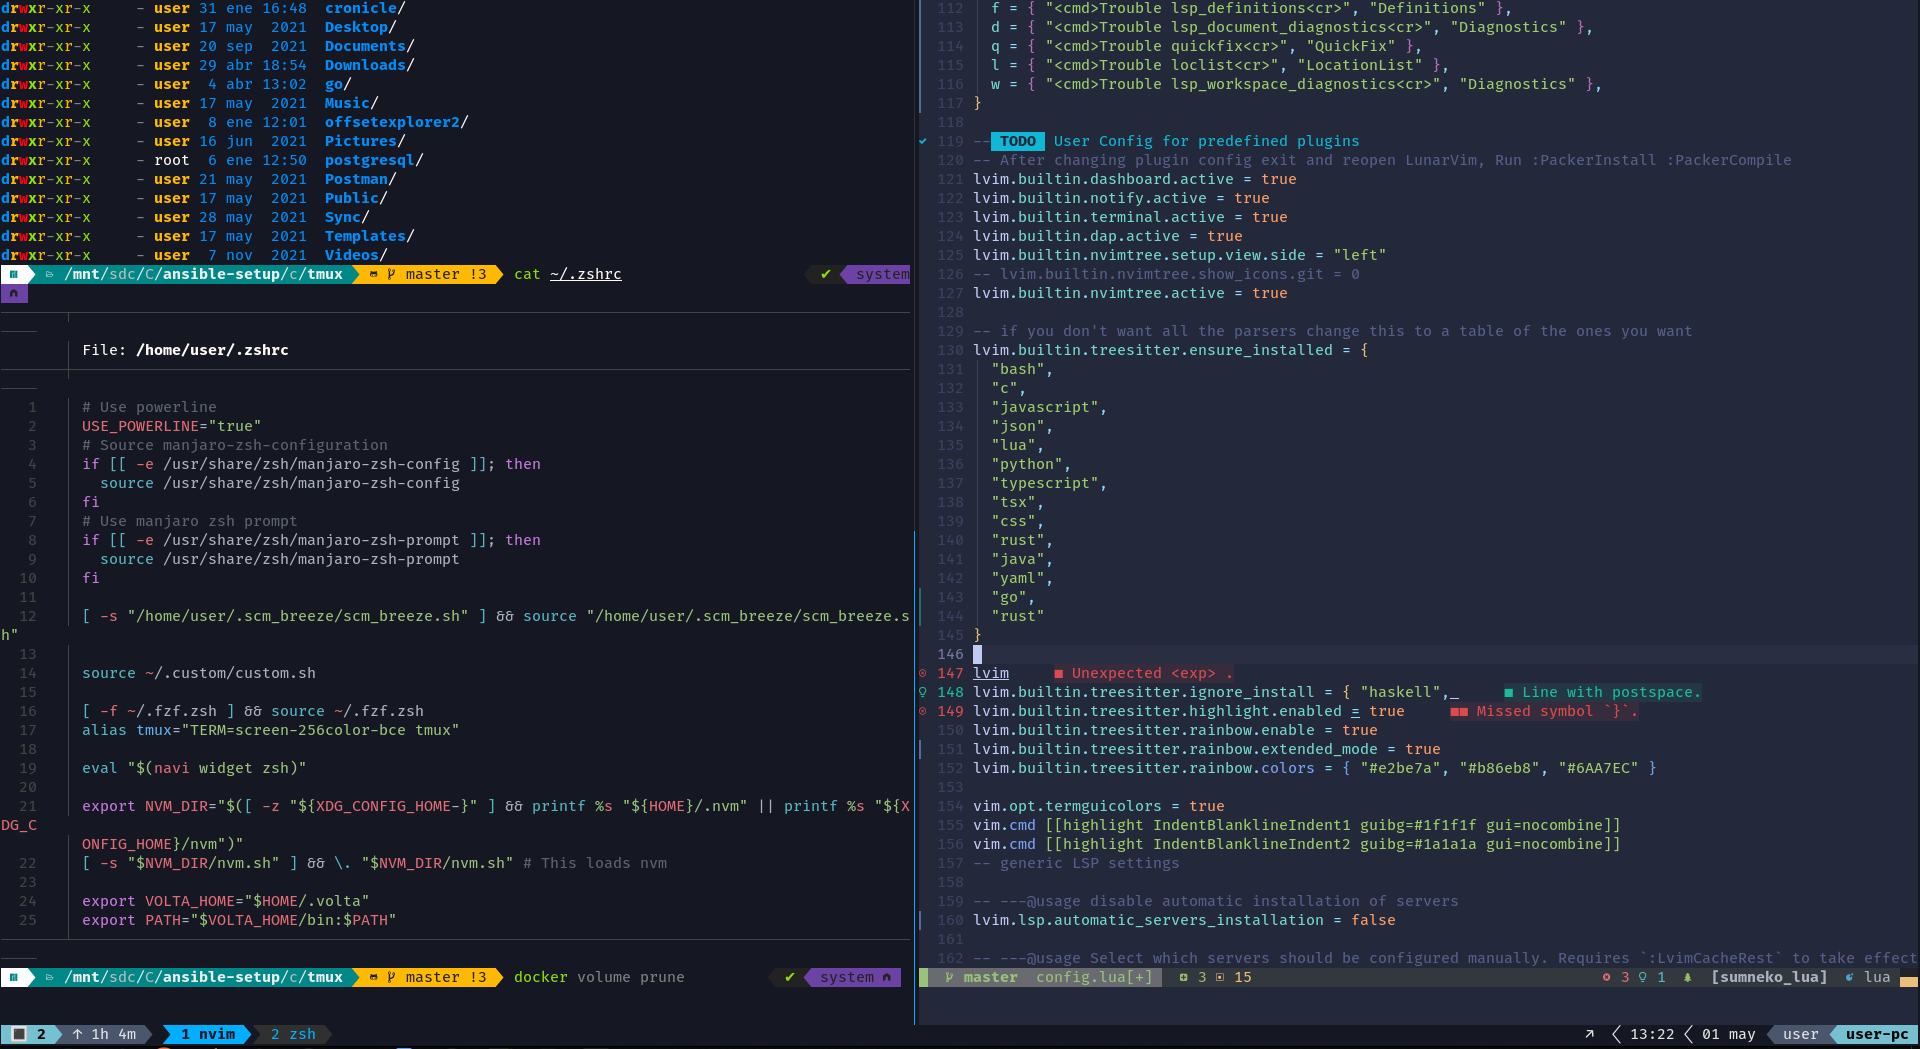 drwxr-xr-x     - user 31 ene 16:48  cronicle/
drwxr-xr-x     - user 17 may  2021  Desktop/
drwxr-xr-x     - user 20 sep  2021  Documents/
drwxr-xr-x     - user 29 abr 18:54  Downloads/
drwxr-xr-x     - user  4 abr 13:02  go/
drwxr-xr-x     - user 17 may  2021  Music/
drwxr-xr-x     - user  8 ene 12:01  offsetexplorer2/
drwxr-xr-x     - user 16 jun  2021  Pictures/
drwxr-xr-x     - root  6 ene 12:50  postgresql/
drwxr-xr-x     - user 21 may  2021  Postman/
drwxr-xr-x     - user 17 may  2021  Public/
drwxr-xr-x     - user 28 may  2021  Sync/
drwxr-xr-x     - user 17 may  2021  Templates/
drwxr-xr-x     - user  7 nov  2021  Videos/
/mnt/sdc/C/ansible-setup/c/tmux  master !3  cat ~/.zshrc  ✔  system
File: /home/user/.zshrc
1  # Use powerline
2  USE_POWERLINE="true"
3  # Source manjaro-zsh-configuration
4  if [[ -e /usr/share/zsh/manjaro-zsh-config ]]; then
5    source /usr/share/zsh/manjaro-zsh-config
6  fi
7  # Use manjaro zsh prompt
8  if [[ -e /usr/share/zsh/manjaro-zsh-prompt ]]; then
9    source /usr/share/zsh/manjaro-zsh-prompt
10  fi
11
12  [ -s "/home/user/.scm_breeze/scm_breeze.sh" ] && source "/home/user/.scm_breeze/scm_breeze.s
h"
13
14  source ~/.custom/custom.sh
15
16  [ -f ~/.fzf.zsh ] && source ~/.fzf.zsh
17  alias tmux="TERM=screen-256color-bce tmux"
18
19  eval "$(navi widget zsh)"
20
21  export NVM_DIR="$([ -z "${XDG_CONFIG_HOME-}" ] && printf %s "${HOME}/.nvm" || printf %s "${X
DG_C
ONFIG_HOME}/nvm")"
22  [ -s "$NVM_DIR/nvm.sh" ] && \. "$NVM_DIR/nvm.sh" # This loads nvm
23
24  export VOLTA_HOME="$HOME/.volta"
25  export PATH="$VOLTA_HOME/bin:$PATH"
/mnt/sdc/C/ansible-setup/c/tmux  master !3  docker volume prune  ✔  system
112    f = { "<cmd>Trouble lsp_definitions<cr>", "Definitions" },
113    d = { "<cmd>Trouble lsp_document_diagnostics<cr>", "Diagnostics" },
114    q = { "<cmd>Trouble quickfix<cr>", "QuickFix" },
115    l = { "<cmd>Trouble loclist<cr>", "LocationList" },
116    w = { "<cmd>Trouble lsp_workspace_diagnostics<cr>", "Diagnostics" },
117  }
118
119  -- TODO User Config for predefined plugins
120  -- After changing plugin config exit and reopen LunarVim, Run :PackerInstall :PackerCompile
121  lvim.builtin.dashboard.active = true
122  lvim.builtin.notify.active = true
123  lvim.builtin.terminal.active = true
124  lvim.builtin.dap.active = true
125  lvim.builtin.nvimtree.setup.view.side = "left"
126  -- lvim.builtin.nvimtree.show_icons.git = 0
127  lvim.builtin.nvimtree.active = true
128
129  -- if you don't want all the parsers change this to a table of the ones you want
130  lvim.builtin.treesitter.ensure_installed = {
131    "bash",
132    "c",
133    "javascript",
134    "json",
135    "lua",
136    "python",
137    "typescript",
138    "tsx",
139    "css",
140    "rust",
141    "java",
142    "yaml",
143    "go",
144    "rust"
145  }
146
147  lvim     ■ Unexpected <exp> .
148  lvim.builtin.treesitter.ignore_install = { "haskell",_     ■ Line with postspace.
149  lvim.builtin.treesitter.highlight.enabled = true     ■■ Missed symbol `}`.
150  lvim.builtin.treesitter.rainbow.enable = true
151  lvim.builtin.treesitter.rainbow.extended_mode = true
152  lvim.builtin.treesitter.rainbow.colors = { "#e2be7a", "#b86eb8", "#6AA7EC" }
153
154  vim.opt.termguicolors = true
155  vim.cmd [[highlight IndentBlanklineIndent1 guibg=#1f1f1f gui=nocombine]]
156  vim.cmd [[highlight IndentBlanklineIndent2 guibg=#1a1a1a gui=nocombine]]
157  -- generic LSP settings
158
159  -- ---@usage disable automatic installation of servers
160  lvim.lsp.automatic_servers_installation = false
161
162  -- ---@usage Select which servers should be configured manually. Requires `:LvimCacheRest` to take effect
master  config.lua[+]  3  15  3  1  [sumneko_lua]  lua
2  ↑ 1h 4m  1 nvim  2 zsh  ↗  13:22  01 may  user  user-pc